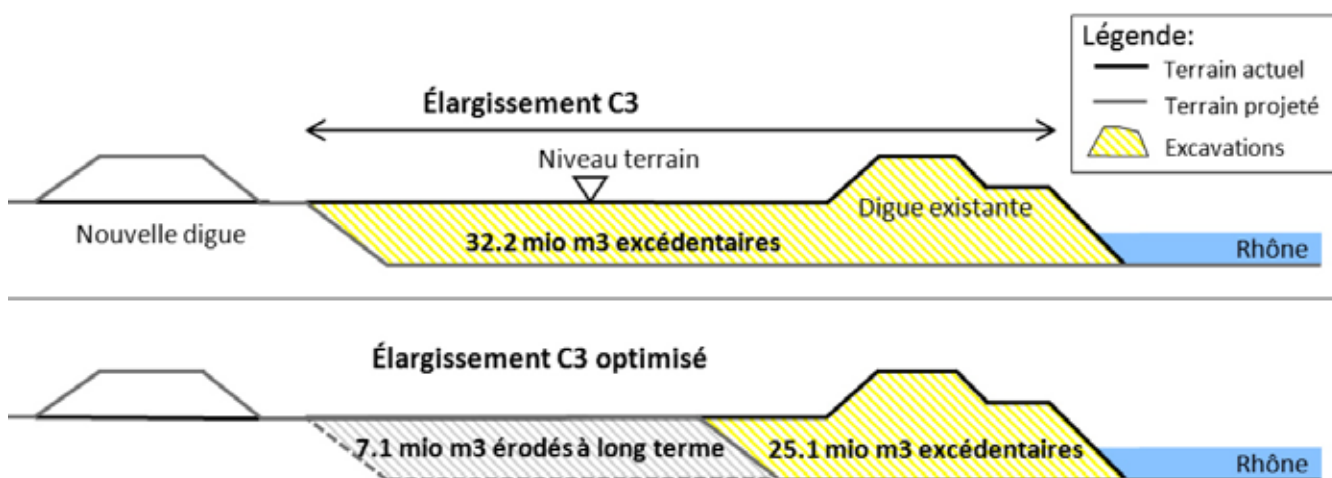 Légende:
Terrain actuel
Terrain projeté
Excavations
Élargissement C3
Niveau terrain
Nouvelle digue
Digue existante
32.2 mio m3 excédentaires
Rhône
Élargissement C3 optimisé
7.1 mio m3 érodés à long terme
25.1 mio m3 excédentaires
Rhône